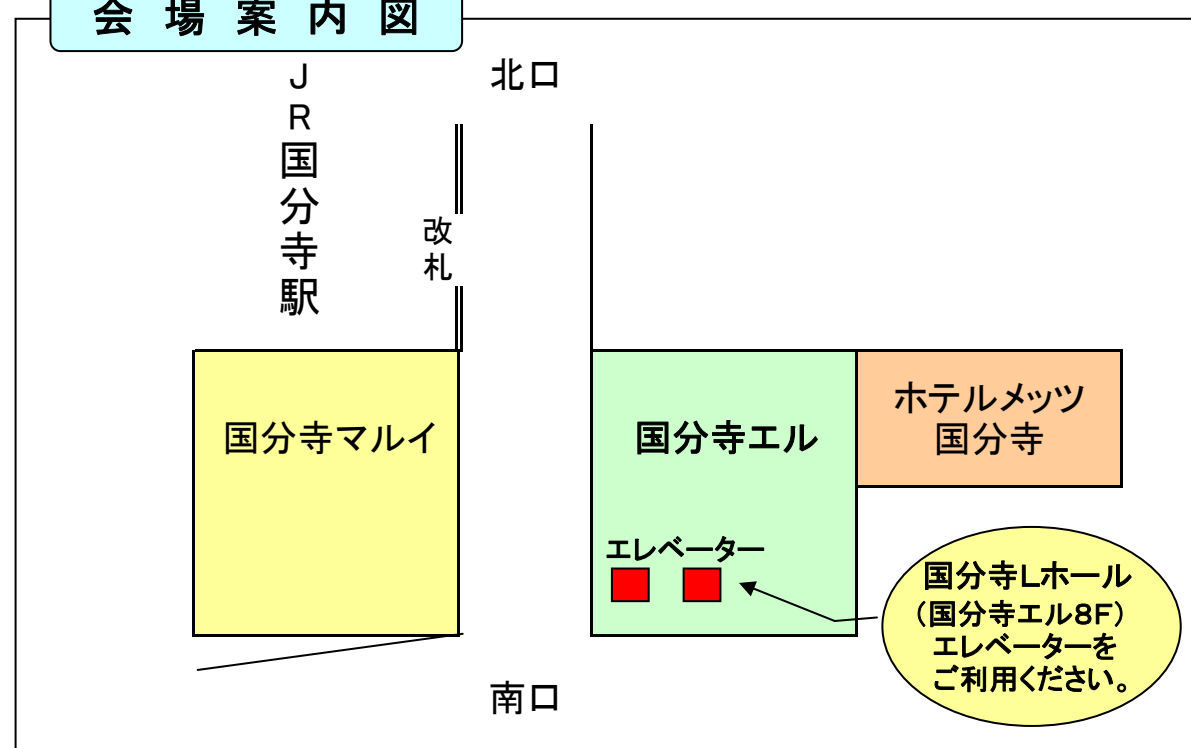 会場案内図
北口
JR国分寺駅
改札
国分寺マルイ
国分寺エル
ホテルメッツ
国分寺
エレベーター
国分寺Lホール
（国分寺エル8F）
エレベーターを
ご利用ください。
南口